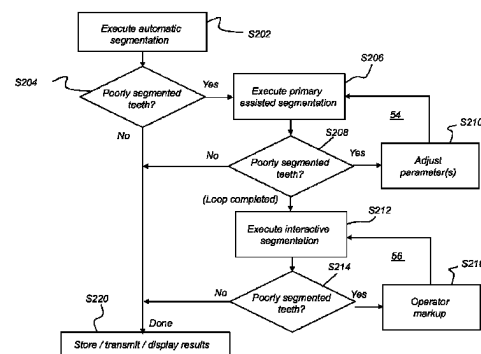 Execute automatic
segmentation
S202
S204
Poorly segmented
teeth?
Yes
No
S206
Execute primary
assisted segmentation
54
S210
S208
Poorly segmented
teeth?
No
Yes
Adjust
parameter(s)
(Loop completed)
S212
Execute interactive
segmentation
56
S214
S216
No
Poorly segmented
teeth?
Yes
Operator
markup
S220
Done
Store / transmit / display results